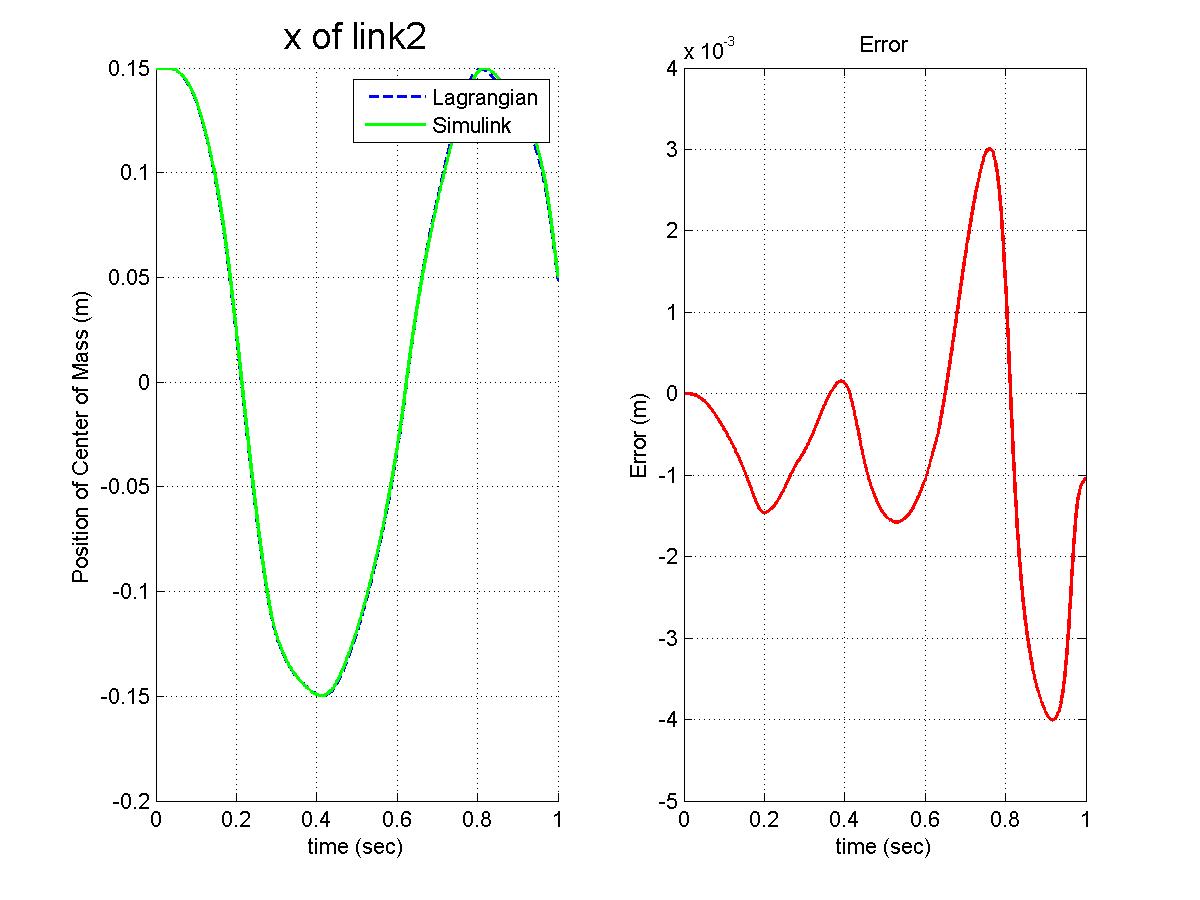 x of link2
0.15
0.1
0.05
0
-0.05
-0.1
-0.15
-0.2
Position of Center of Mass (m)
0 0.2 0.4 0.6 0.8 1
time (sec)
Lagrangian
Simulink
Error
x 10^-3
4
3
2
1
0
-1
-2
-3
-4
-5
Error (m)
0 0.2 0.4 0.6 0.8 1
time (sec)